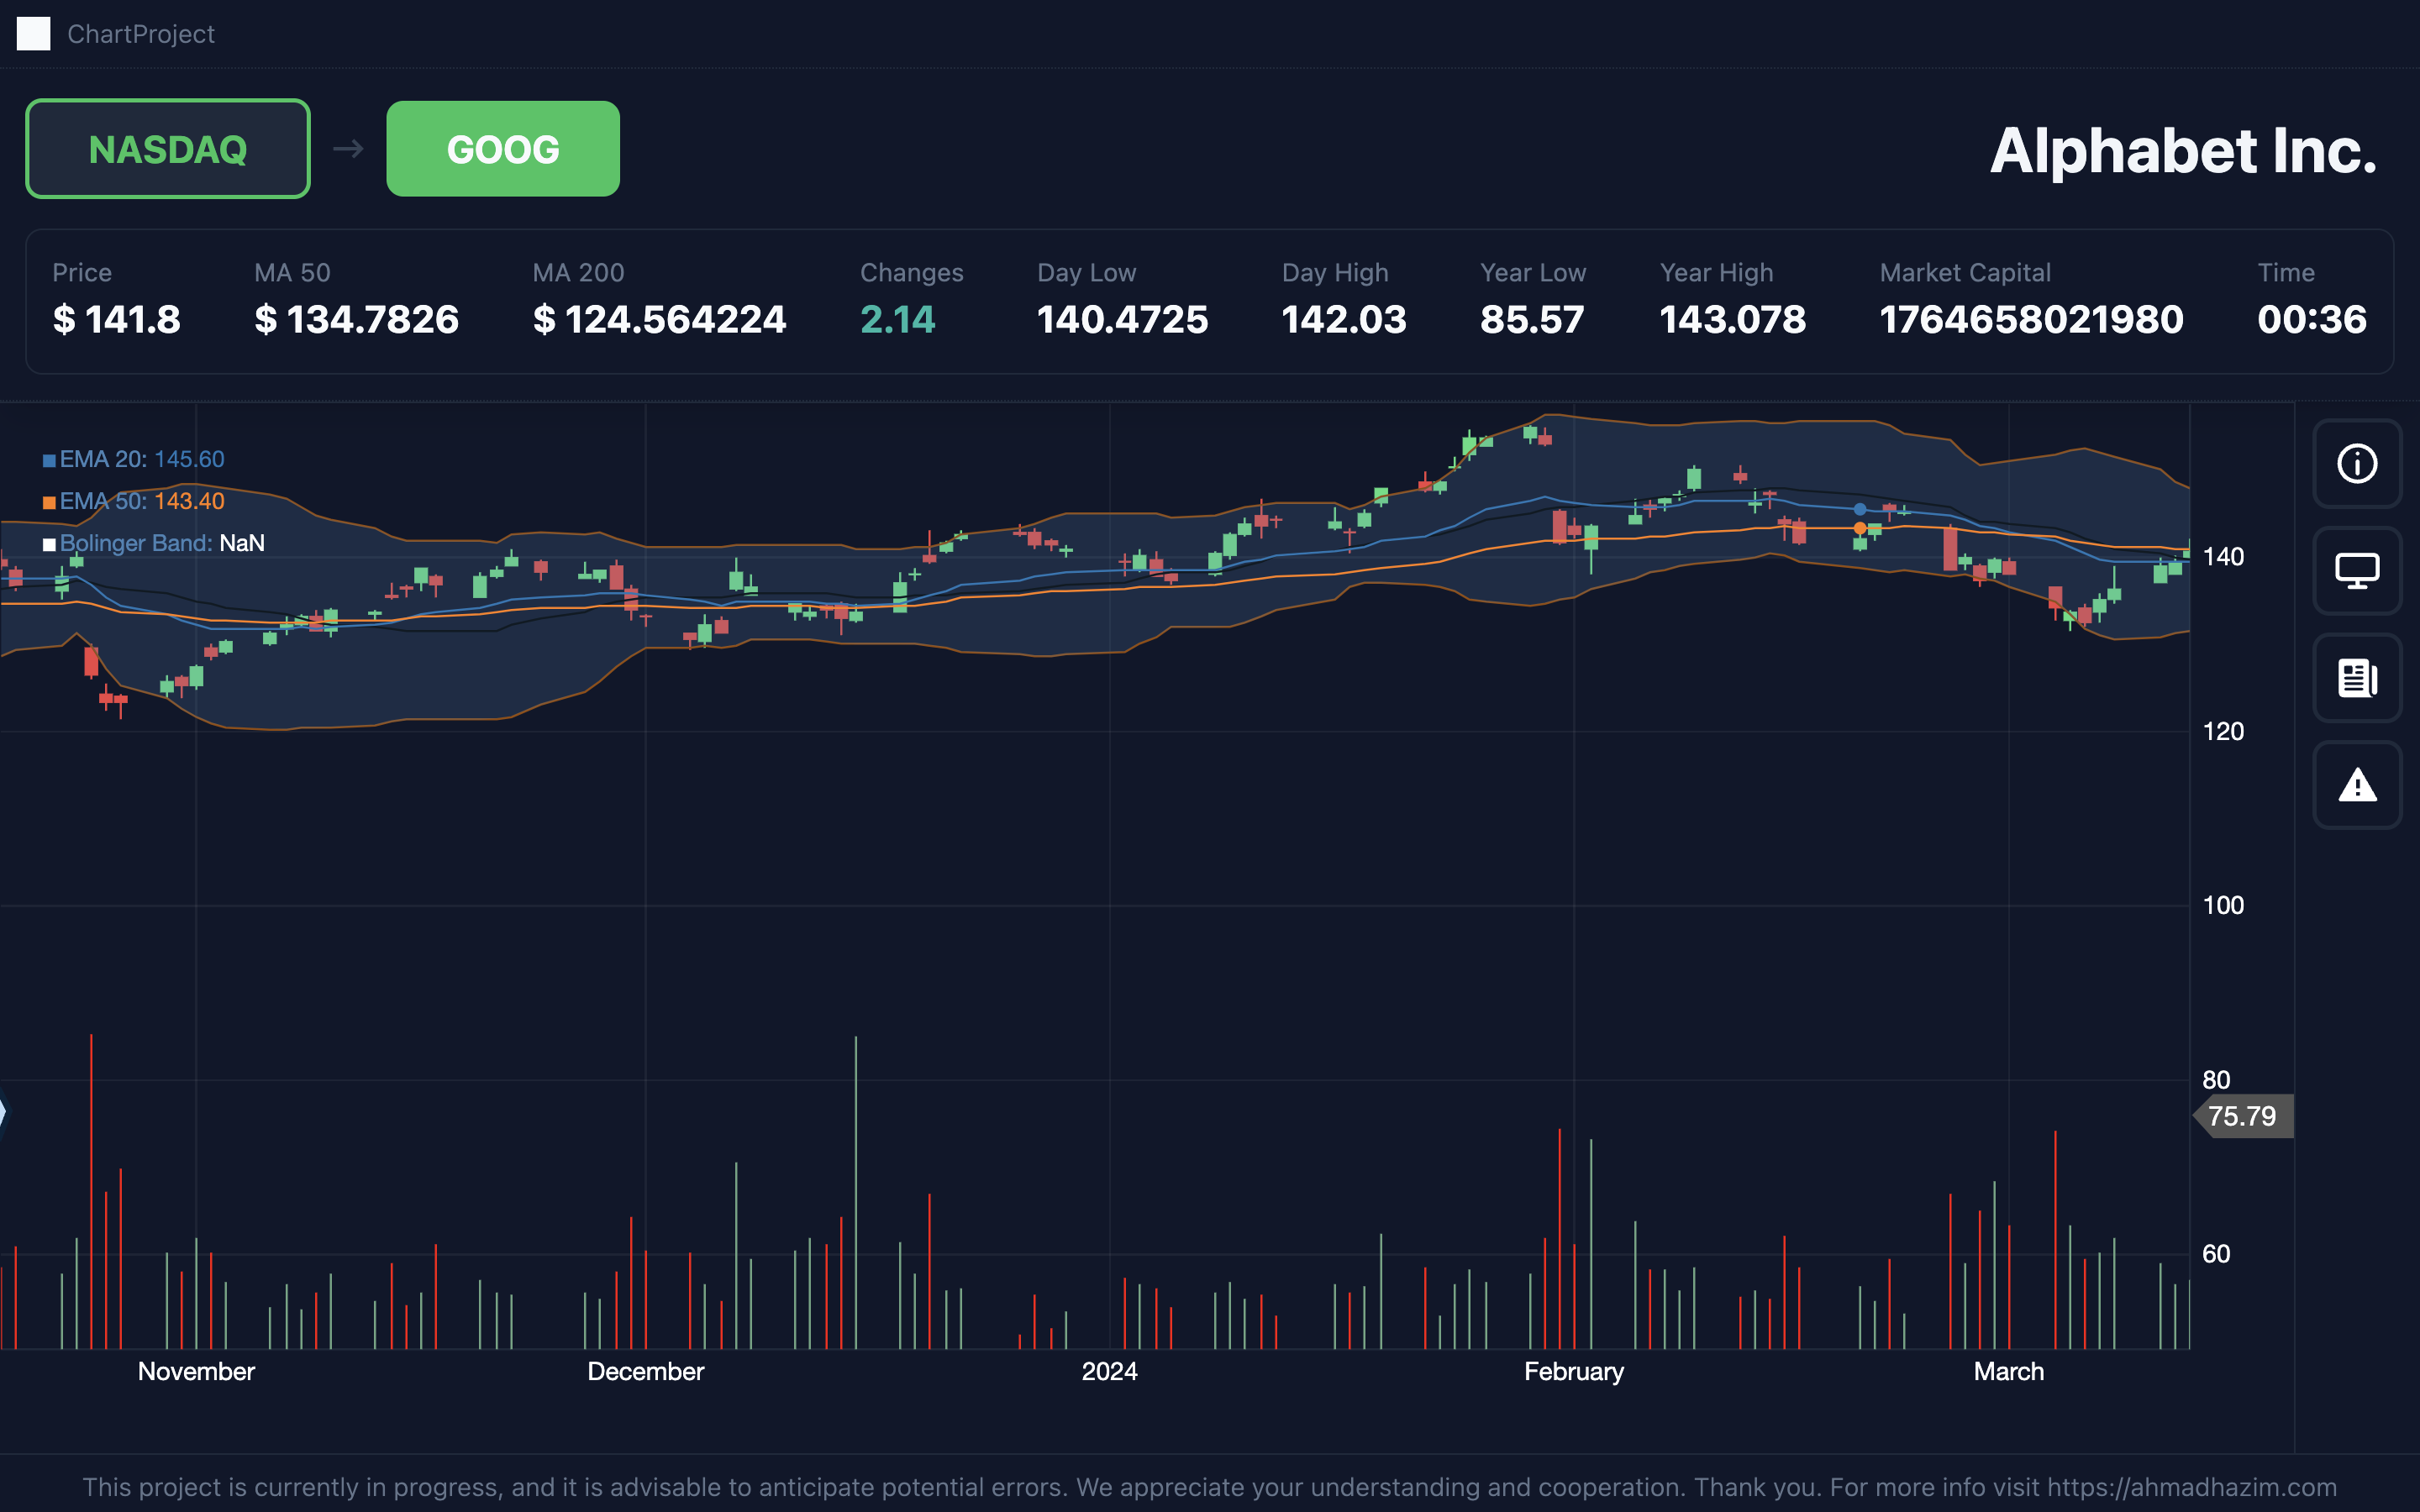 ChartProject
NASDAQ → GOOG
Alphabet Inc.
Price MA 50 MA 200 Changes Day Low Day High Year Low Year High Market Capital Time
$ 141.8 $ 134.7826 $ 124.564224 2.14 140.4725 142.03 85.57 143.078 1764658021980 00:36
EMA 20: 145.60
EMA 50: 143.40
Bolinger Band: NaN
140
120
100
80
75.79
60
November December 2024 February March
This project is currently in progress, and it is advisable to anticipate potential errors. We appreciate your understanding and cooperation. Thank you. For more info visit https://ahmadhazim.com